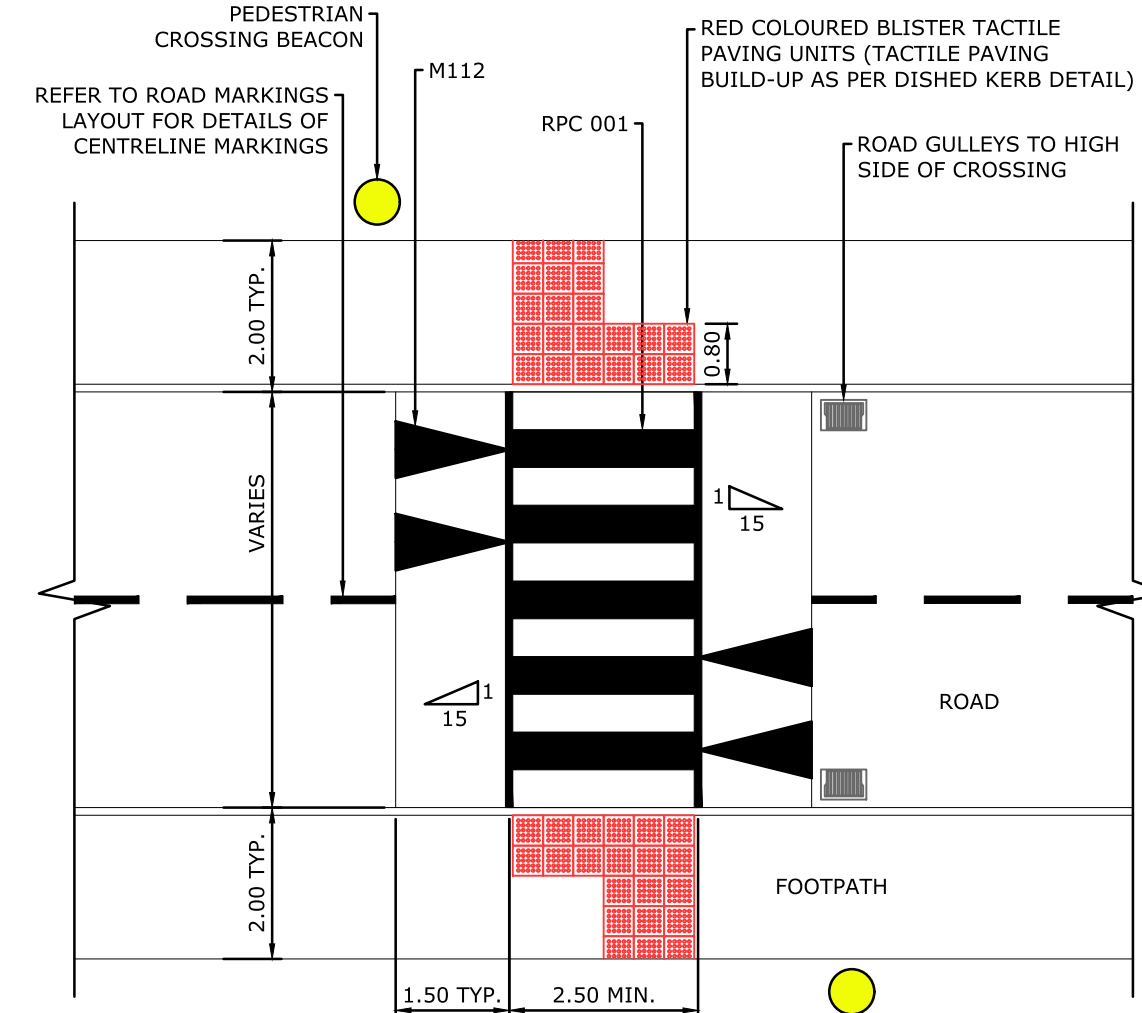 PEDESTRIAN
CROSSING BEACON
RED COLOURED BLISTER TACTILE
PAVING UNITS (TACTILE PAVING
BUILD-UP AS PER DISHED KERB DETAIL)
M112
REFER TO ROAD MARKINGS
LAYOUT FOR DETAILS OF
CENTRELINE MARKINGS
RPC 001
ROAD GULLEYS TO HIGH
SIDE OF CROSSING
2.00 TYP.
0.80
VARIES
1
15
1
15
ROAD
2.00 TYP.
FOOTPATH
1.50 TYP.
2.50 MIN.